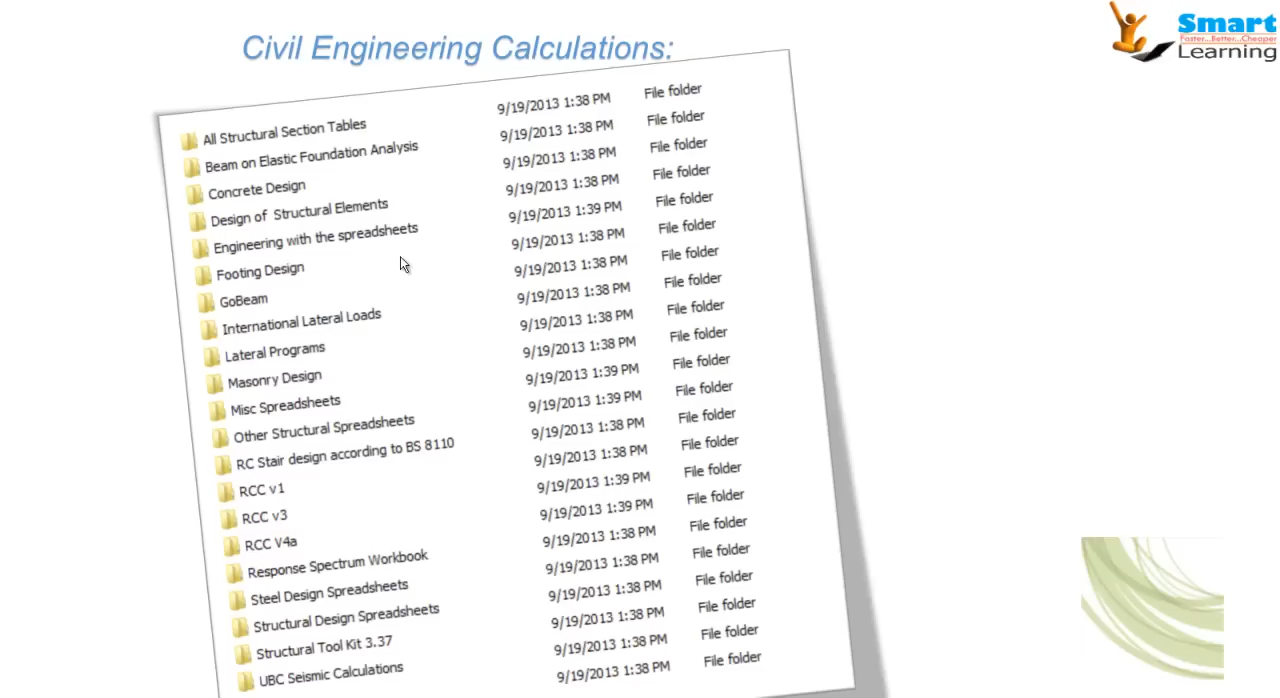 Civil Engineering Calculations:
Smart
Faster...Better...Cheaper
Learning
All Structural Section Tables 9/19/2013 1:38 PM File folder
Beam on Elastic Foundation Analysis 9/19/2013 1:38 PM File folder
Concrete Design 9/19/2013 1:38 PM File folder
Design of Structural Elements 9/19/2013 1:38 PM File folder
Engineering with the spreadsheets 9/19/2013 1:39 PM File folder
Footing Design 9/19/2013 1:38 PM File folder
GoBeam 9/19/2013 1:38 PM File folder
International Lateral Loads 9/19/2013 1:38 PM File folder
Lateral Programs 9/19/2013 1:38 PM File folder
Masonry Design 9/19/2013 1:38 PM File folder
Misc Spreadsheets 9/19/2013 1:39 PM File folder
Other Structural Spreadsheets 9/19/2013 1:39 PM File folder
RC Stair design according to BS 8110 9/19/2013 1:38 PM File folder
RCC v1 9/19/2013 1:38 PM File folder
RCC v3 9/19/2013 1:39 PM File folder
RCC V4a 9/19/2013 1:39 PM File folder
Response Spectrum Workbook 9/19/2013 1:38 PM File folder
Steel Design Spreadsheets 9/19/2013 1:38 PM File folder
Structural Design Spreadsheets 9/19/2013 1:38 PM File folder
Structural Tool Kit 3.37 9/19/2013 1:38 PM File folder
UBC Seismic Calculations 9/19/2013 1:38 PM File folder
9/19/2013 1:38 PM File folder